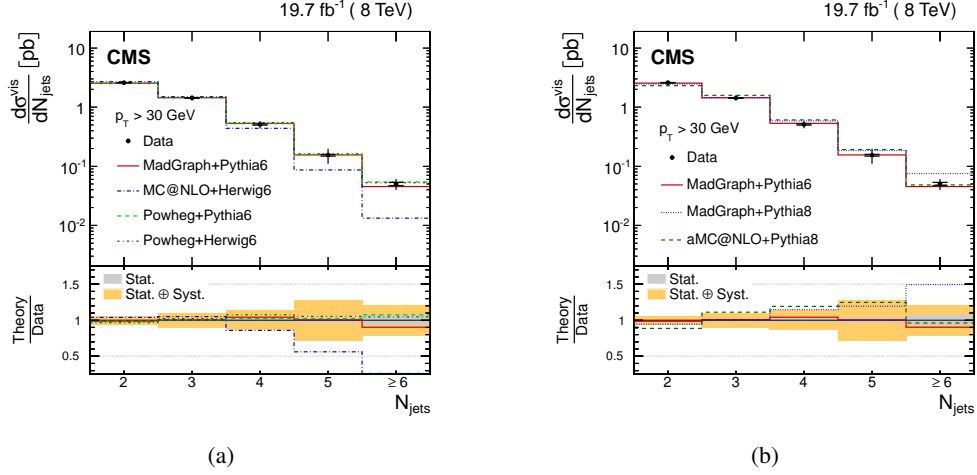 19.7 fb⁻¹ ( 8 TeV)
dσ^vis/dN_jets [pb]
10
1
10⁻¹
10⁻²
CMS
p_T > 30 GeV
Data
MadGraph+Pythia6
MC@NLO+Herwig6
Powheg+Pythia6
Powheg+Herwig6
Theory/Data
1.5
1
0.5
Stat.
Stat. ⊕ Syst.
2 3 4 5 ≥ 6
N_jets
(a)
19.7 fb⁻¹ ( 8 TeV)
dσ^vis/dN_jets [pb]
10
1
10⁻¹
10⁻²
CMS
p_T > 30 GeV
Data
MadGraph+Pythia6
MadGraph+Pythia8
aMC@NLO+Pythia8
Theory/Data
1.5
1
0.5
Stat.
Stat. ⊕ Syst.
2 3 4 5 ≥ 6
N_jets
(b)